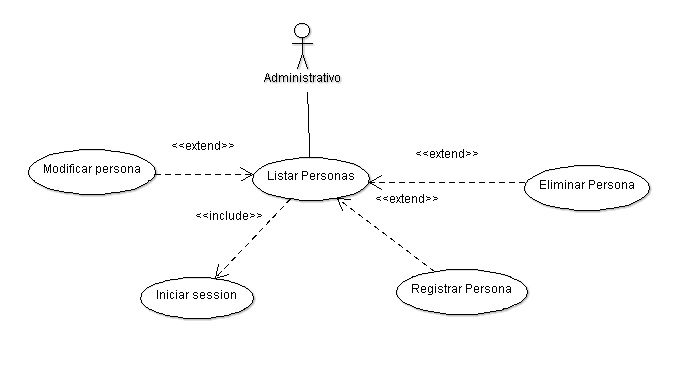 Administrativo
<<extend>>
Modificar persona
Listar Personas
<<extend>>
Eliminar Persona
<<extend>>
<<include>>
Iniciar session
Registrar Persona